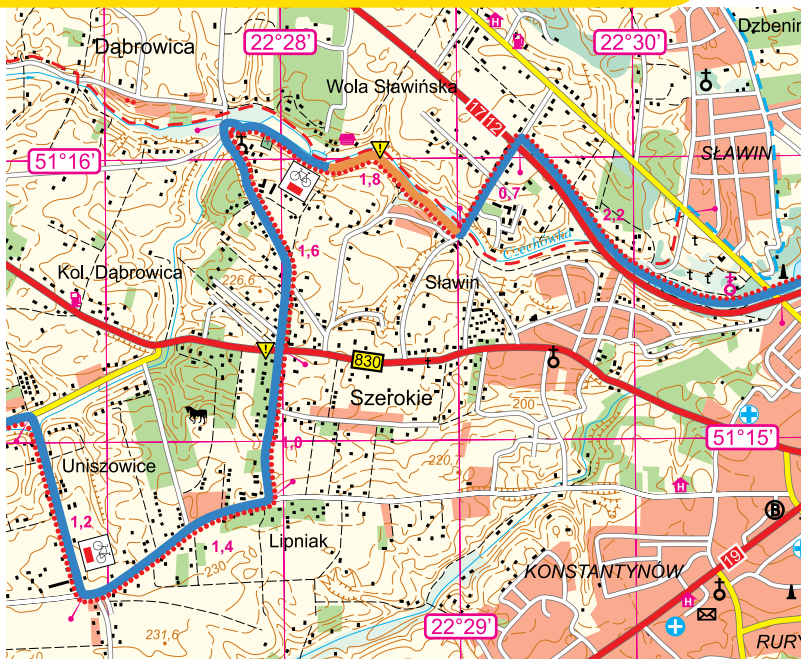 Dąbrowica
22°28'
22°30'
Dzbenin
Wola Sławińska
17 12
51°16'
1,8
SŁAWIN
0,7
2,2
Czechówka
1,6
Kol. Dąbrowica
226,6
Sławin
830
Szerokie
200
51°15'
H
H
1,0
220
Uniszowice
1,2
1,4
Lipniak
230
B
19
KONSTANTYNÓW
H
22°29'
231,6
RURY